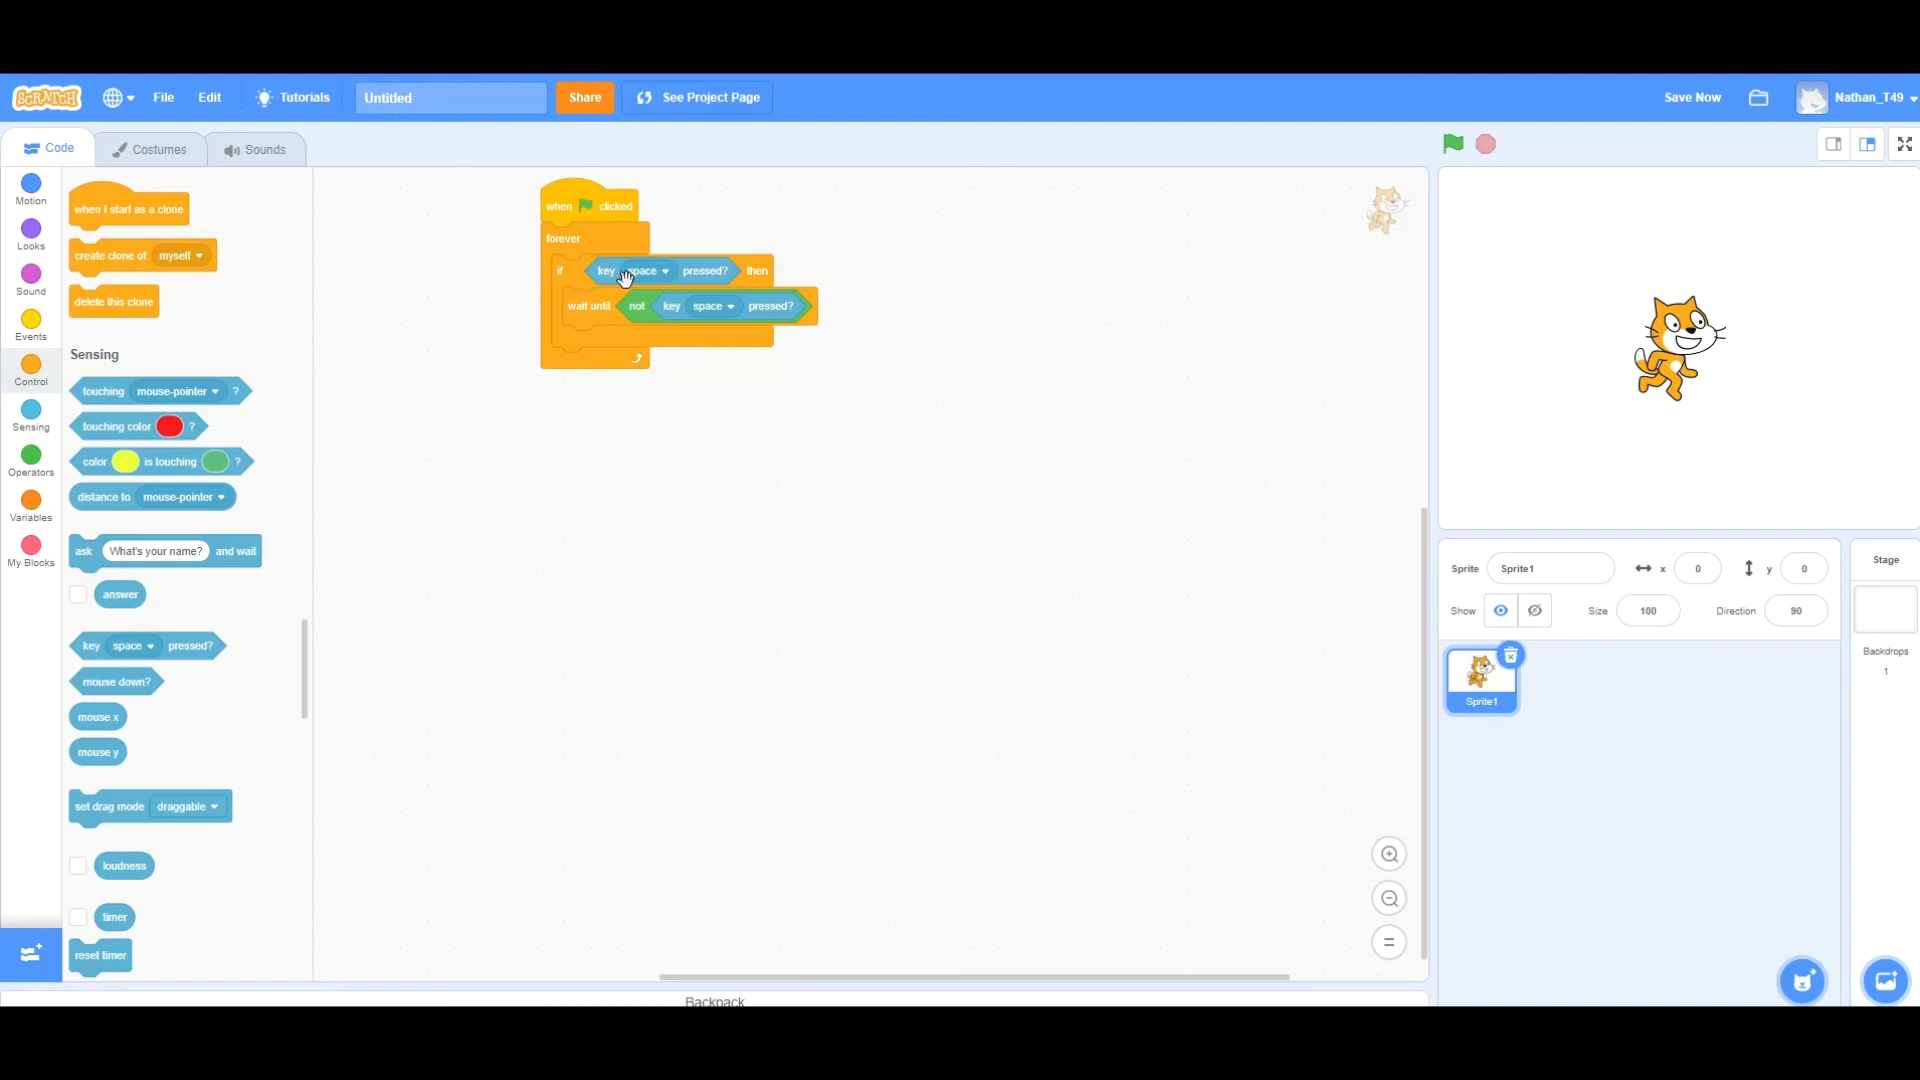 SCRATCH File Edit Tutorials Untitled Share See Project Page Save Now Nathan_T49
Code Costumes Sounds
Motion
Looks
Sound
Events
Control
Sensing
Operators
Variables
My Blocks
when I start as a clone
create clone of myself
delete this clone
Sensing
touching mouse-pointer ?
touching color ?
color is touching ?
distance to mouse-pointer
ask What's your name? and wait
answer
key space pressed?
mouse down?
mouse x
mouse y
set drag mode draggable
loudness
timer
reset timer
when clicked
forever
if key space pressed? then
wait until not key space pressed?
Backpack
Sprite Sprite1 x 0 y 0
Show Size 100 Direction 90
Sprite1
Stage
Backdrops
1